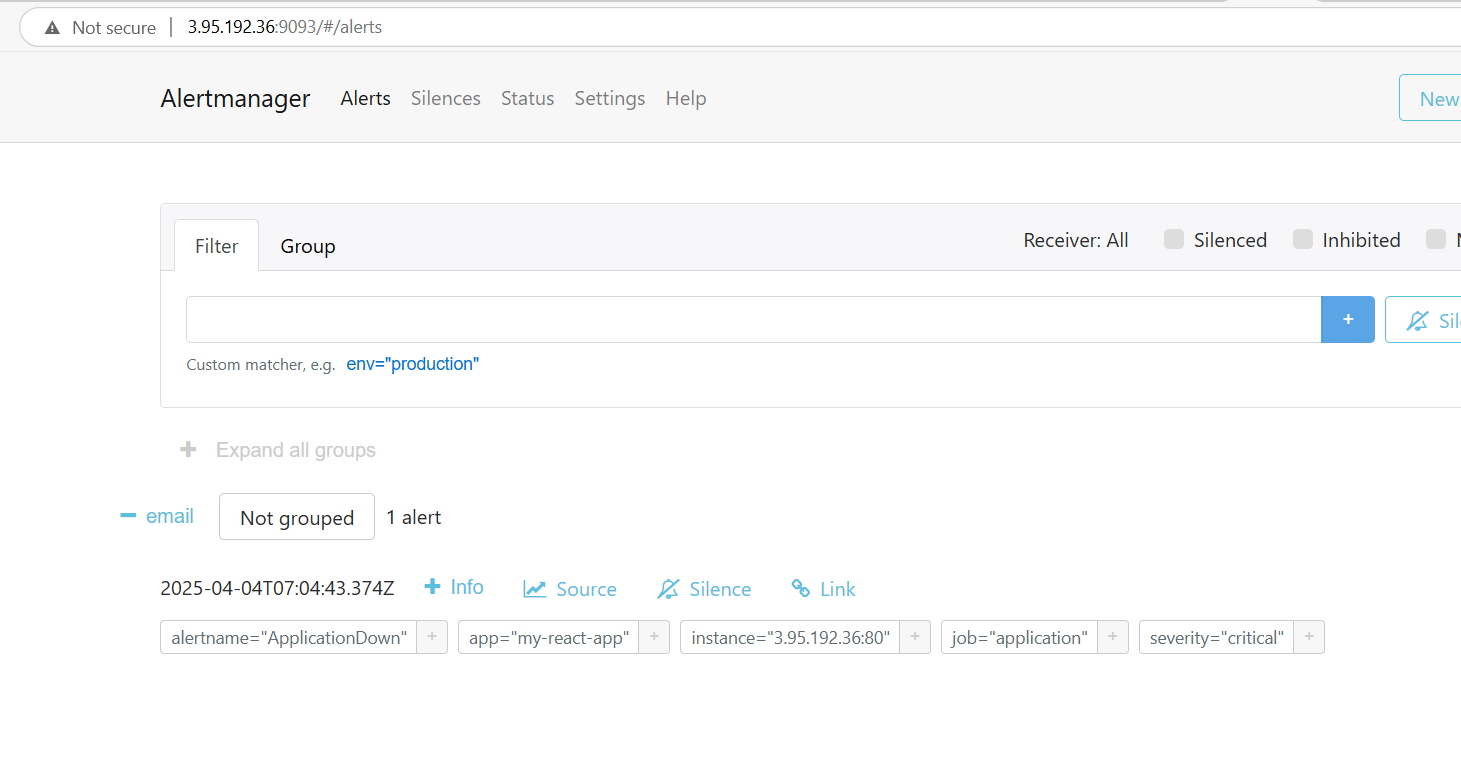 Not secure | 3.95.192.36:9093/#/alerts
Alertmanager Alerts Silences Status Settings Help New
Filter Group Receiver: All Silenced Inhibited
+ Sil
Custom matcher, e.g. env="production"
+ Expand all groups
− email Not grouped 1 alert
2025-04-04T07:04:43.374Z + Info Source Silence Link
alertname="ApplicationDown" + app="my-react-app" + instance="3.95.192.36:80" + job="application" + severity="critical" +